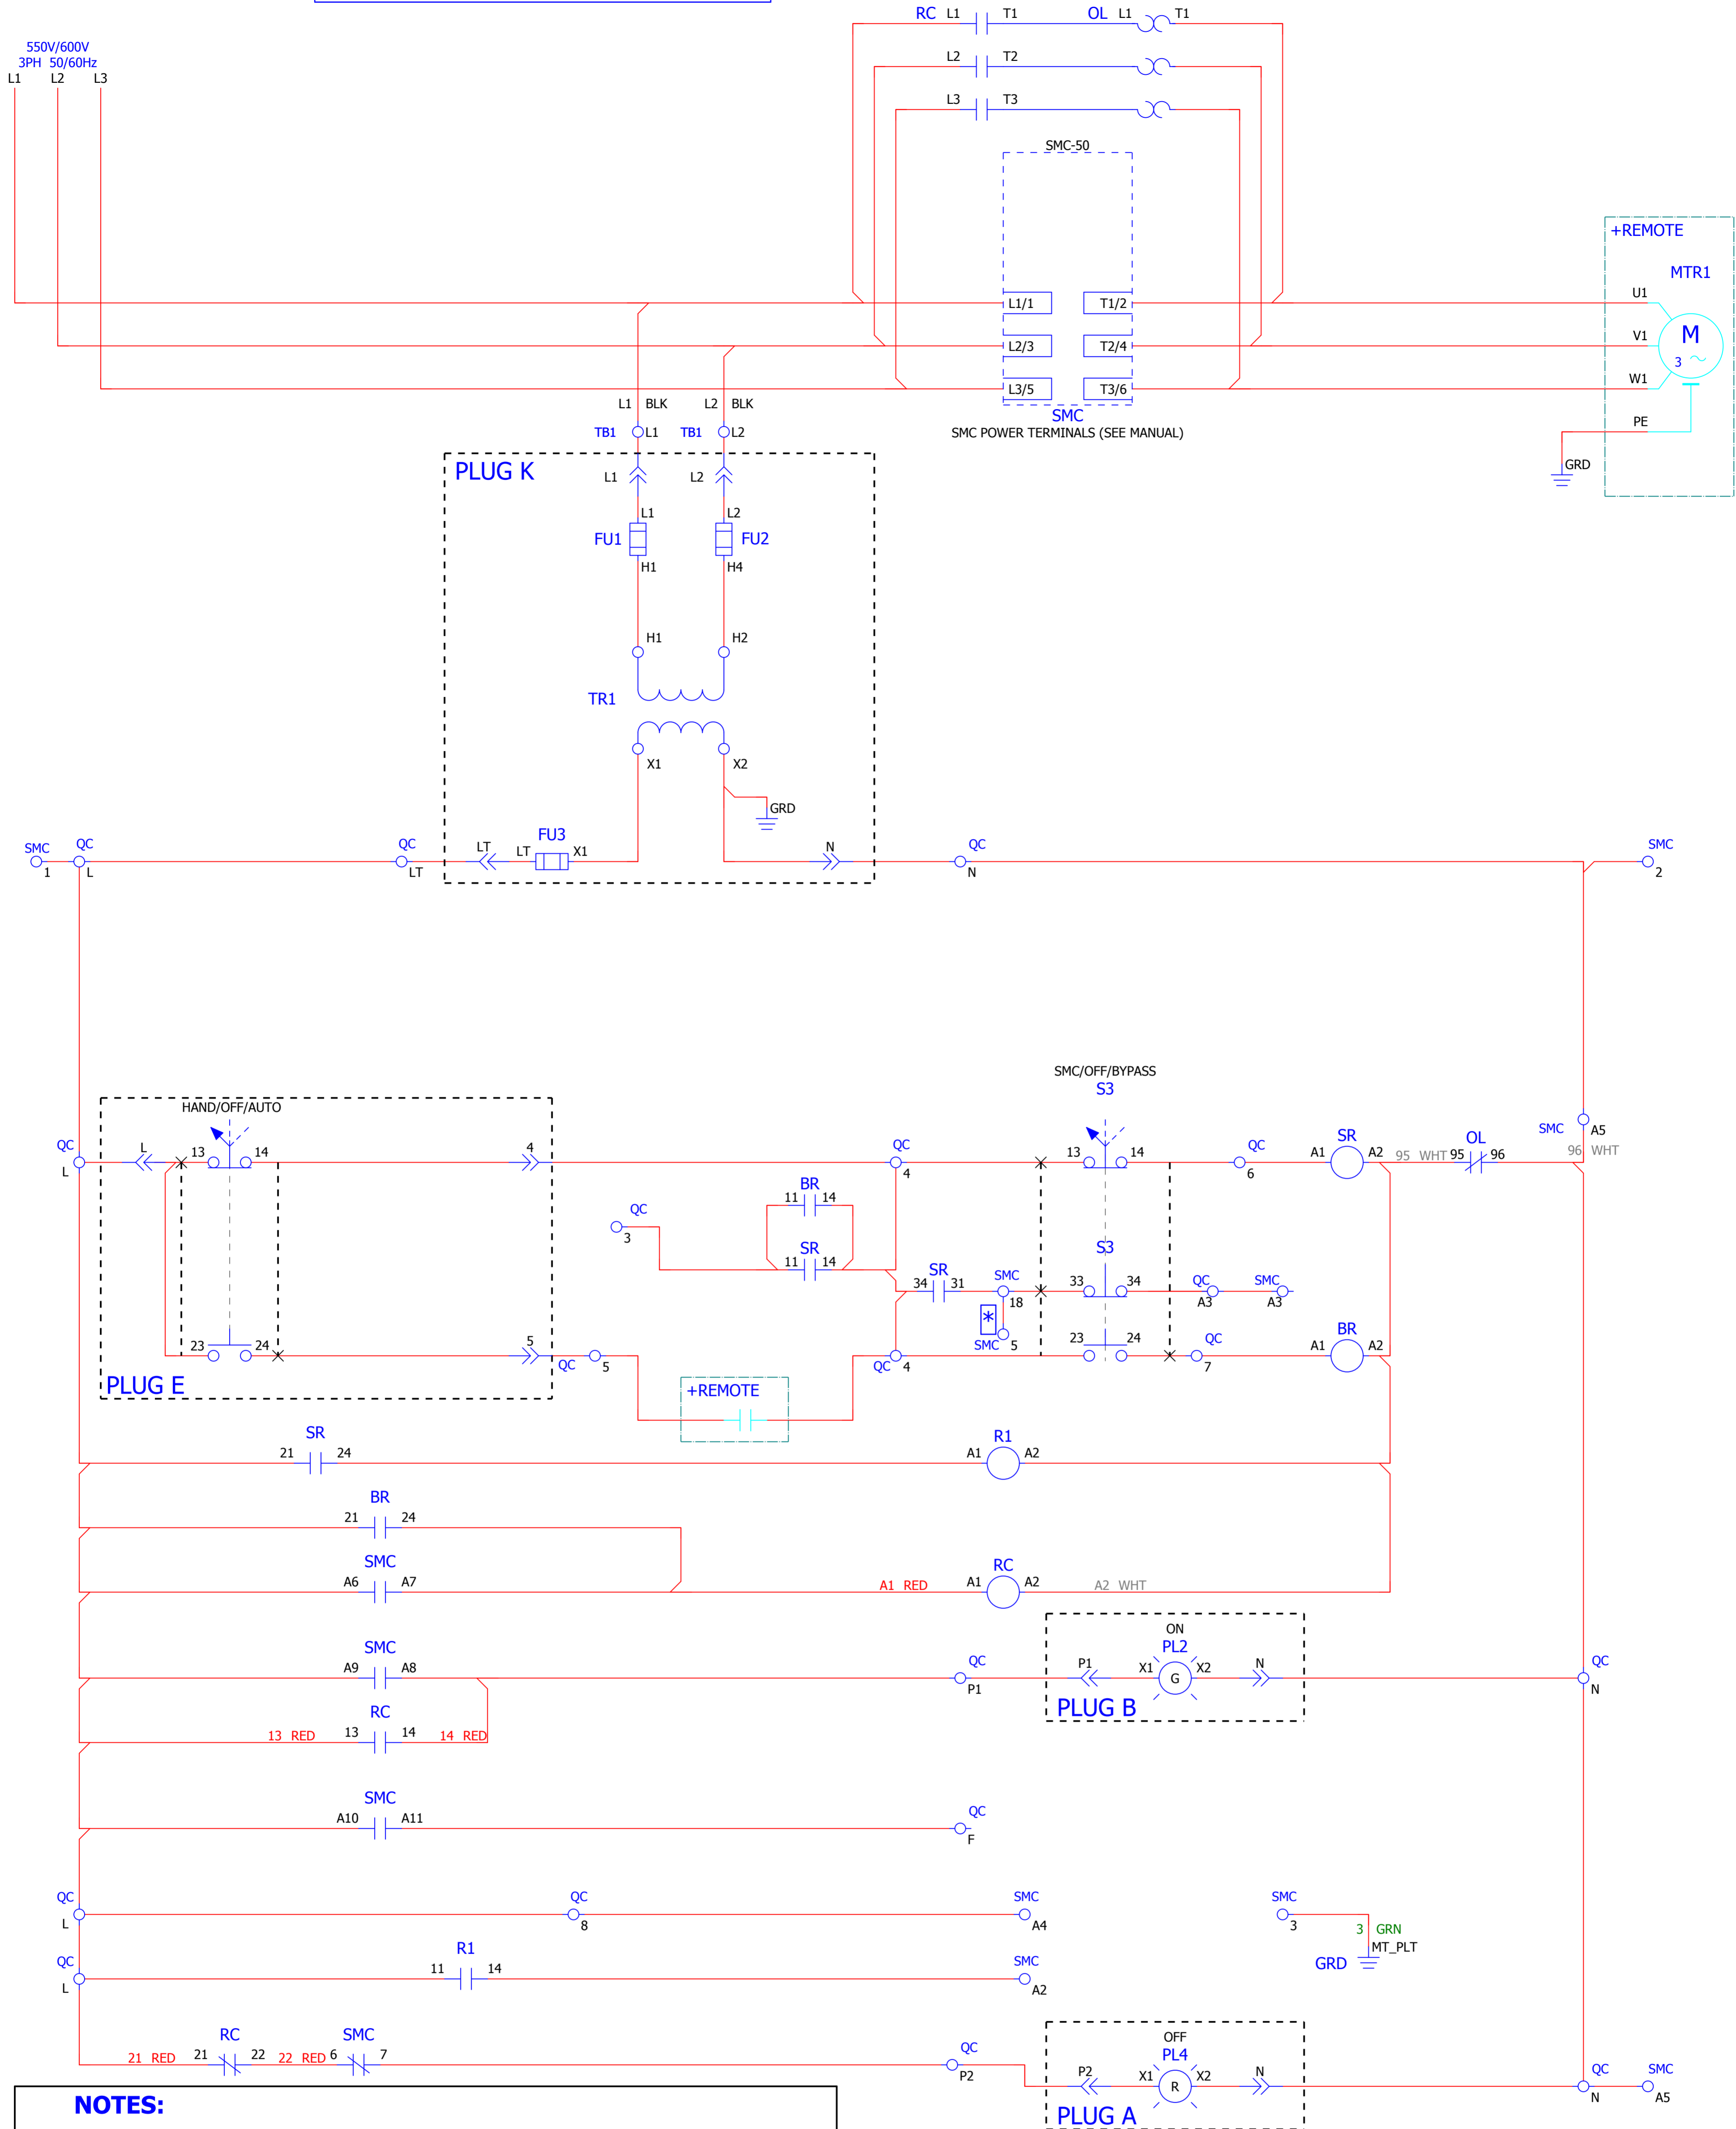 RC L1 T1 OL L1 T1
550V/600V
3PH 50/60Hz
L1 L2 L3
L2 T2
L3 T3
SMC-50
+REMOTE
MTR1
L1/1 T1/2 U1
M
3
L2/3 T2/4 V1
L3/5 T3/6 W1
SMC
SMC POWER TERMINALS (SEE MANUAL)
PE
GRD
L1 BLK L2 BLK
TB1 L1 TB1 L2
PLUG K
L1 L2
L1 L2
FU1 FU2
H1 H4
H1 H2
TR1
X1 X2
GRD
FU3
SMC QC QC LT LT X1 N QC SMC
1 L LT N 2
SMC/OFF/BYPASS
S3
HAND/OFF/AUTO
QC L 13 14 4 QC 13 14 QC SR OL SMC A5
L 4 6 A1 A2 95 WHT 95 96 96 WHT
BR
11 14
QC
3
SR
11 14
S3
SR SMC QC SMC
34 31 18 33 34 A3 A3
*
SMC 5
23 24 5 QC 5 QC 4 23 24 QC 7 BR A1 A2
PLUG E
+REMOTE
SR R1
21 24 A1 A2
BR
21 24
SMC RC
A6 A7 A1 RED A1 A2 A2 WHT
ON
SMC PL2
A9 A8 QC P1 P1 X1 G X2 N QC N
PLUG B
RC
13 RED 13 14 14 RED
SMC
A10 A11 QC F
QC QC SMC SMC
L 8 A4 3
3 GRN
MT_PLT
GRD
QC R1 SMC
L 11 14 A2
OFF
RC SMC PL4
21 RED 21 22 22 RED 6 7 QC P2 P2 X1 R X2 N QC N SMC A5
PLUG A
NOTES: